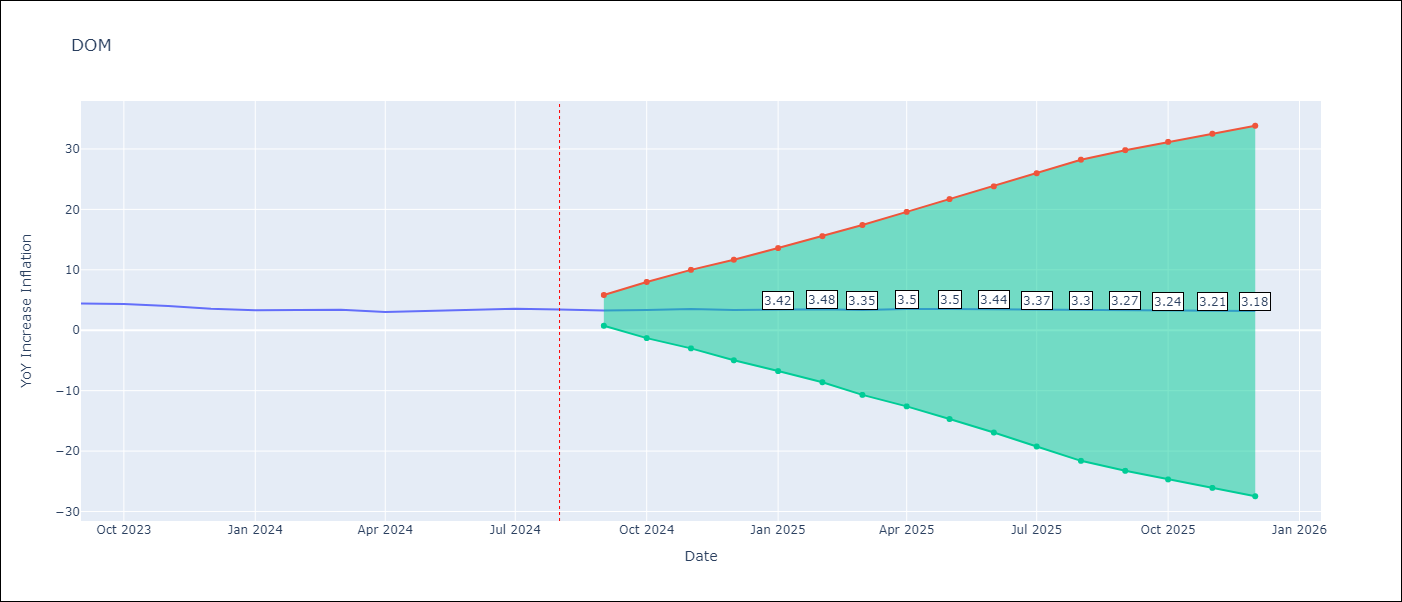 DOM
YoY Increase Inflation
30
20
10
0
−10
−20
−30
3.42 3.48 3.35 3.5 3.5 3.44 3.37 3.3 3.27 3.24 3.21 3.18
Oct 2023 Jan 2024 Apr 2024 Jul 2024 Oct 2024 Jan 2025 Apr 2025 Jul 2025 Oct 2025 Jan 2026
Date